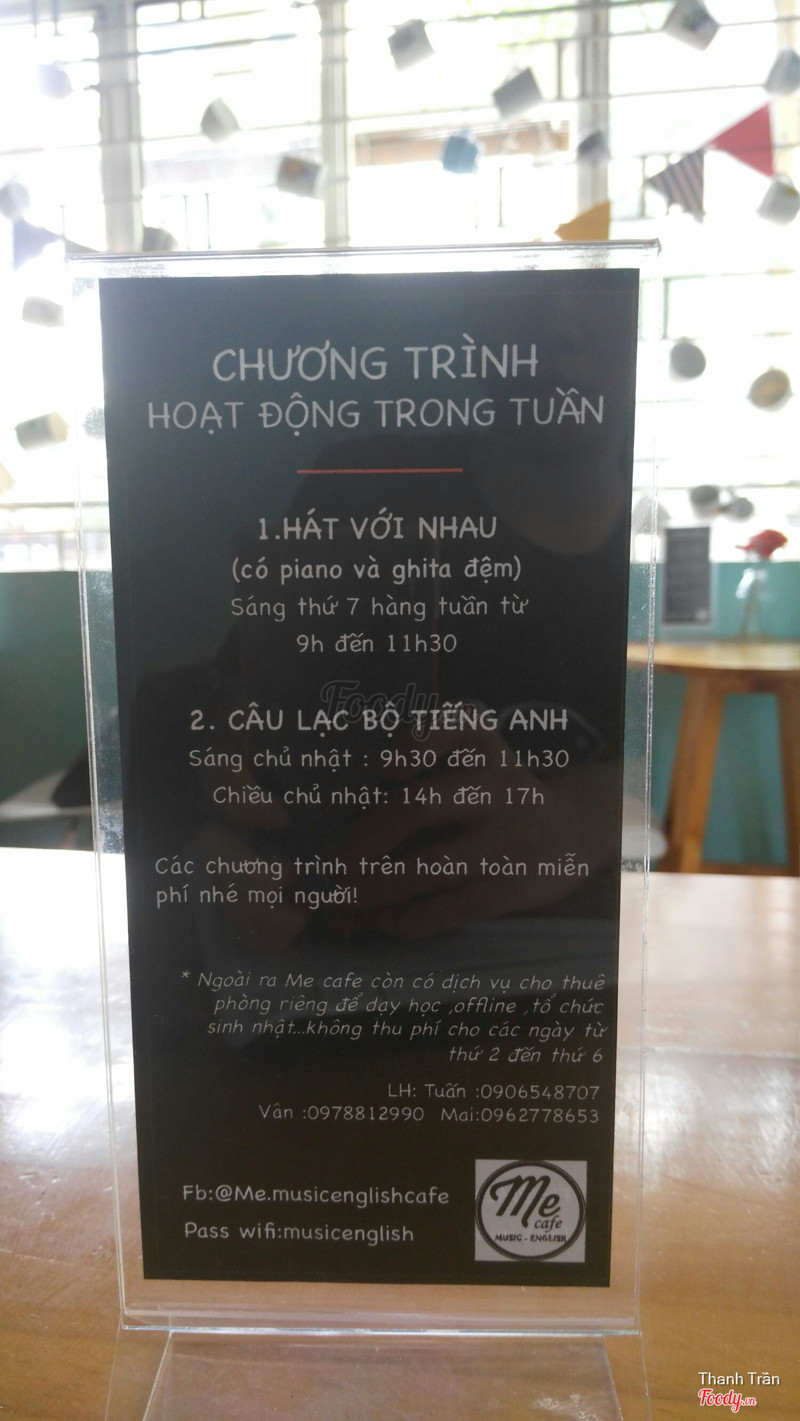 CHƯƠNG TRÌNH
HOẠT ĐỘNG TRONG TUẦN
1.HÁT VỚI NHAU
(có piano và ghita đệm)
Sáng thứ 7 hàng tuần từ
9h đến 11h30
Foody.vn
2. CÂU LẠC BỘ TIẾNG ANH
Sáng chủ nhật : 9h30 đến 11h30
Chiều chủ nhật: 14h đến 17h
Các chương trình trên hoàn toàn miễn
phí nhé mọi người!
* Ngoài ra Me cafe còn có dịch vụ cho thuê
phòng riêng để dạy học ,offline ,tổ chức
sinh nhật...không thu phí cho các ngày từ
thứ 2 đến thứ 6
LH: Tuấn :0906548707
Vân :0978812990 Mai:0962778653
Fb:@Me.musicenglishcafe
Pass wifi:musicenglish
Me
cafe
MUSIC - ENGLISH
Thanh Trần
Foody.vn